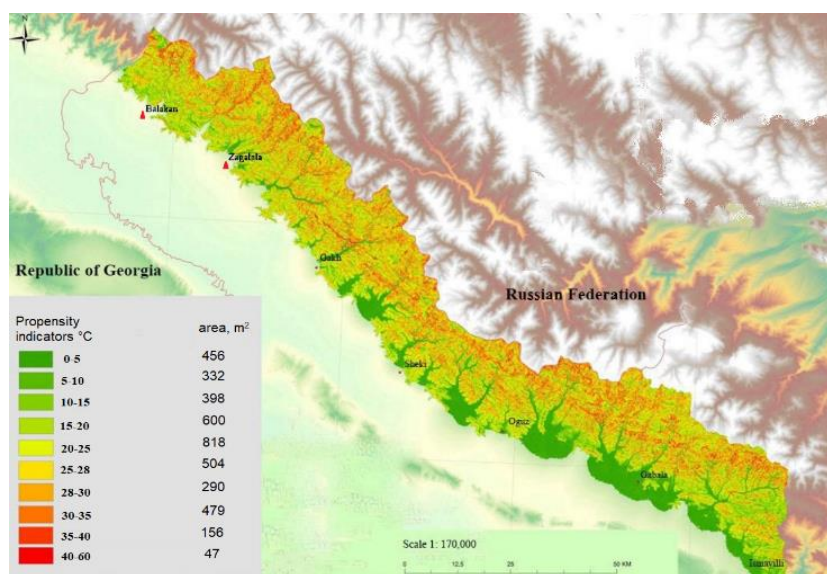 Balakan
Zagatala
Gakh
Republic of Georgia
Russian Federation
Propensity
indicators °C
area, m²
0-5 456
5-10 332
10-15 398
15-20 600
20-25 818
25-28 504
28-30 290
30-35 479
35-40 156
40-60 47
Sheki
Oguz
Gabala
Ismayilli
Scale 1: 170,000
0 12.5 25 50 KM